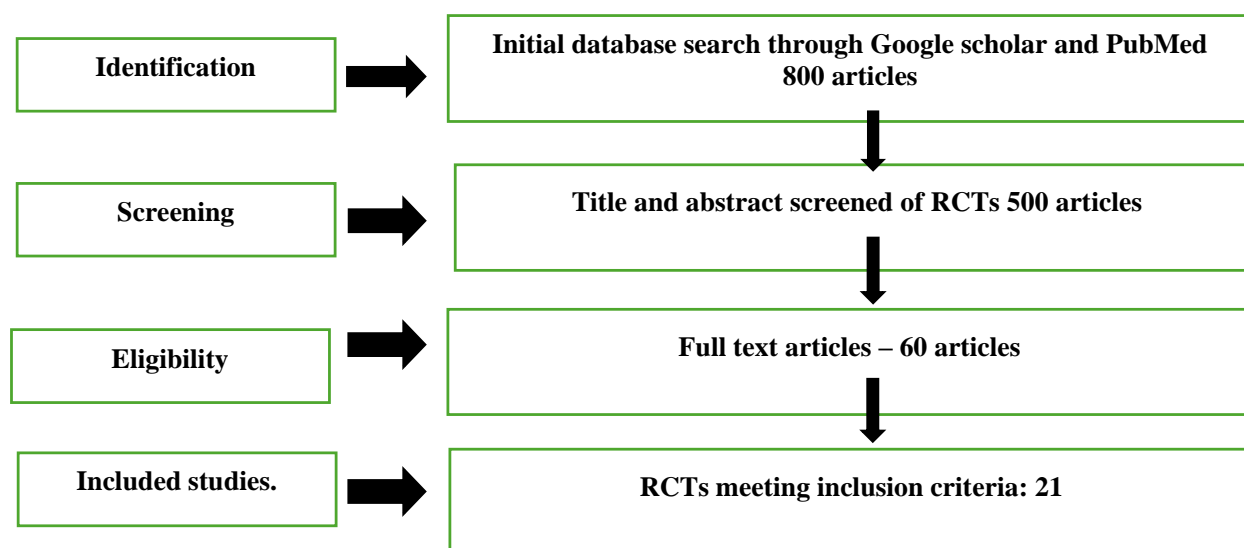 Identification
Initial database search through Google scholar and PubMed
800 articles
Screening
Title and abstract screened of RCTs 500 articles
Eligibility
Full text articles – 60 articles
Included studies.
RCTs meeting inclusion criteria: 21